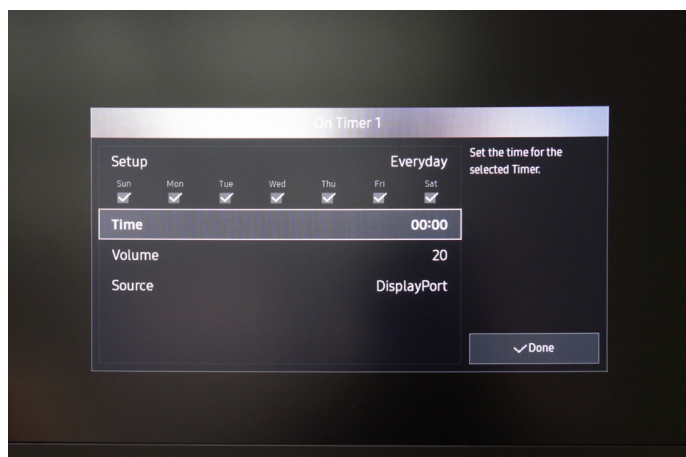 On Timer 1
Setup Everyday
Sun Mon Tue Wed Thu Fri Sat
Time 00:00
Volume 20
Source DisplayPort
Set the time for the
selected Timer.
Done